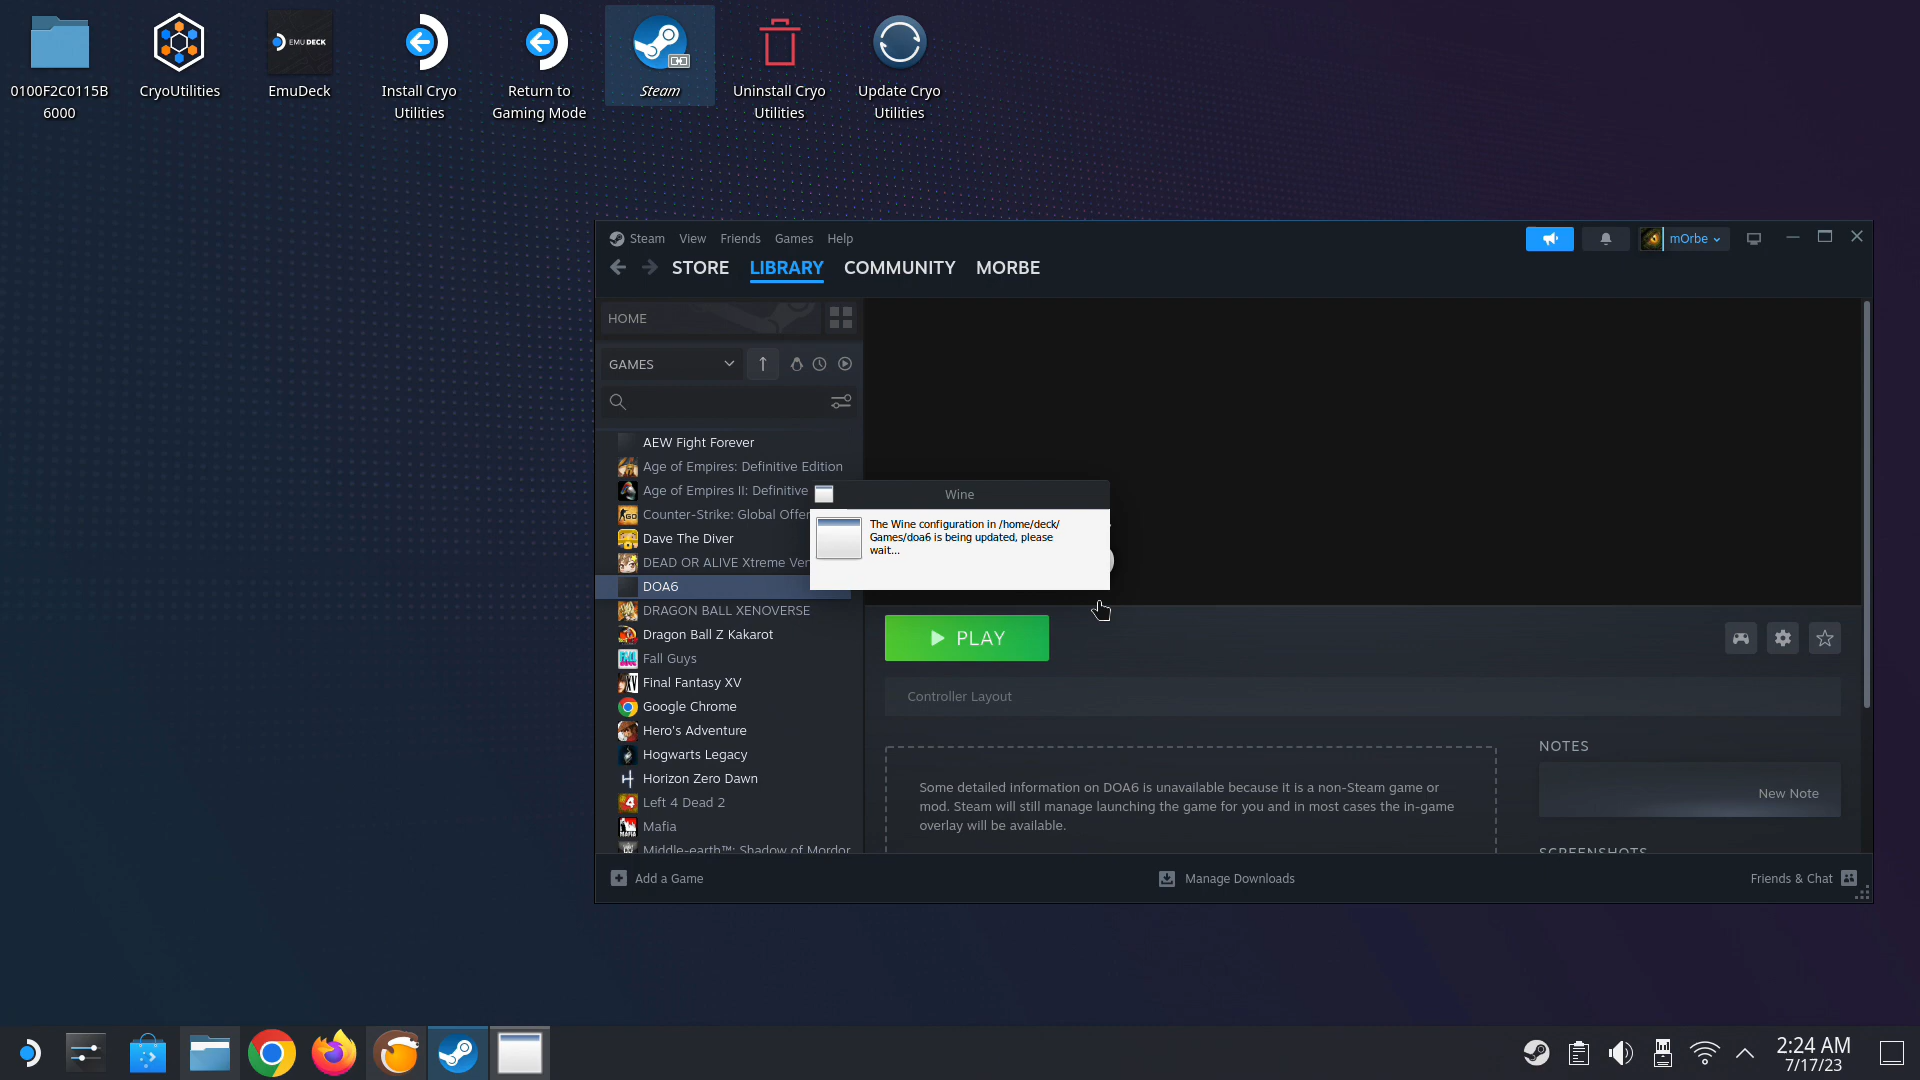 0100F2C0115B
6000
CryoUtilities
EMUDECK
EmuDeck
Install Cryo
Utilities
Return to
Gaming Mode
Steam
Uninstall Cryo
Utilities
Update Cryo
Utilities
Steam
View
Friends
Games
Help
mOrbe
STORE
LIBRARY
COMMUNITY
MORBE
HOME
GAMES
AEW Fight Forever
Age of Empires: Definitive Edition
Age of Empires II: Definitive
Counter-Strike: Global Offen
Dave The Diver
DEAD OR ALIVE Xtreme Ven
DOA6
DRAGON BALL XENOVERSE
Dragon Ball Z Kakarot
Fall Guys
Final Fantasy XV
Google Chrome
Hero's Adventure
Hogwarts Legacy
Horizon Zero Dawn
Left 4 Dead 2
Mafia
Middle-earth™: Shadow of Mordor
Wine
The Wine configuration in /home/deck/
Games/doa6 is being updated, please
wait...
PLAY
Controller Layout
Some detailed information on DOA6 is unavailable because it is a non-Steam game or
mod. Steam will still manage launching the game for you and in most cases the in-game
overlay will be available.
NOTES
New Note
SCREENSHOTS
Add a Game
Manage Downloads
Friends & Chat
2:24 AM
7/17/23